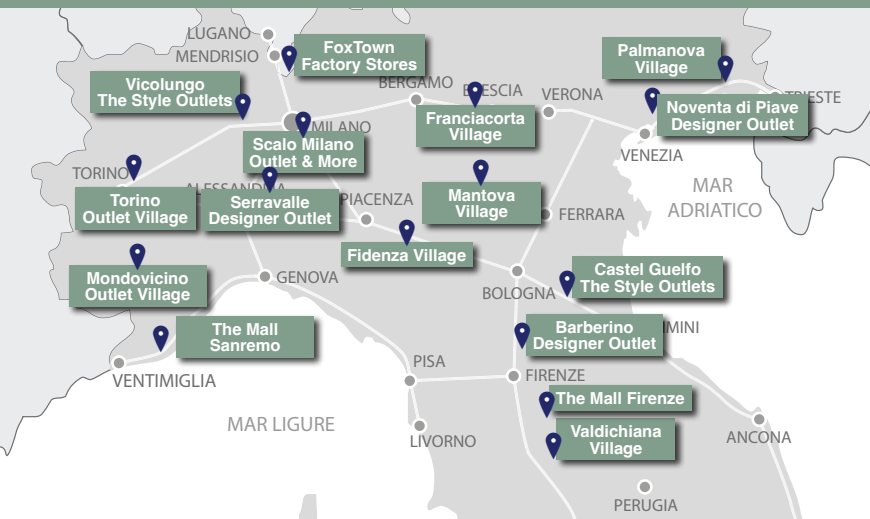 LUGANO
MENDRISIO
FoxTown
Factory Stores
Palmanova
Village
Vicolungo
The Style Outlets
BERGAMO
BRESCIA
VERONA
TRIESTE
Noventa di Piave
Designer Outlet
Franciacorta
Village
MILANO
Scalo Milano
Outlet & More
VENEZIA
TORINO
ALESSANDRIA
PIACENZA
MAR
ADRIATICO
Torino
Outlet Village
Serravalle
Designer Outlet
Mantova
Village
FERRARA
Fidenza Village
Mondovicino
Outlet Village
GENOVA
BOLOGNA
Castel Guelfo
The Style Outlets
The Mall
Sanremo
Barberino
Designer Outlet
IMINI
PISA
VENTIMIGLIA
FIRENZE
The Mall Firenze
MAR LIGURE
LIVORNO
Valdichiana
Village
ANCONA
PERUGIA